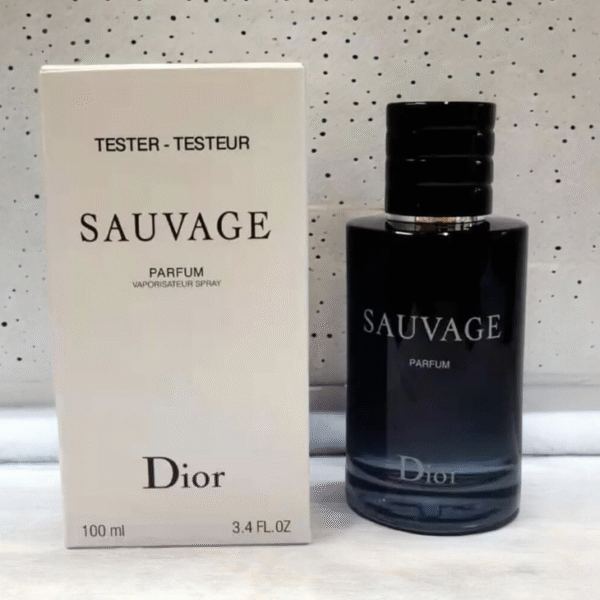 TESTER - TESTEUR
SAUVAGE
PARFUM
VAPORISATEUR SPRAY
Dior
100 ml
3.4 FL.OZ
SAUVAGE
PARFUM
Dior